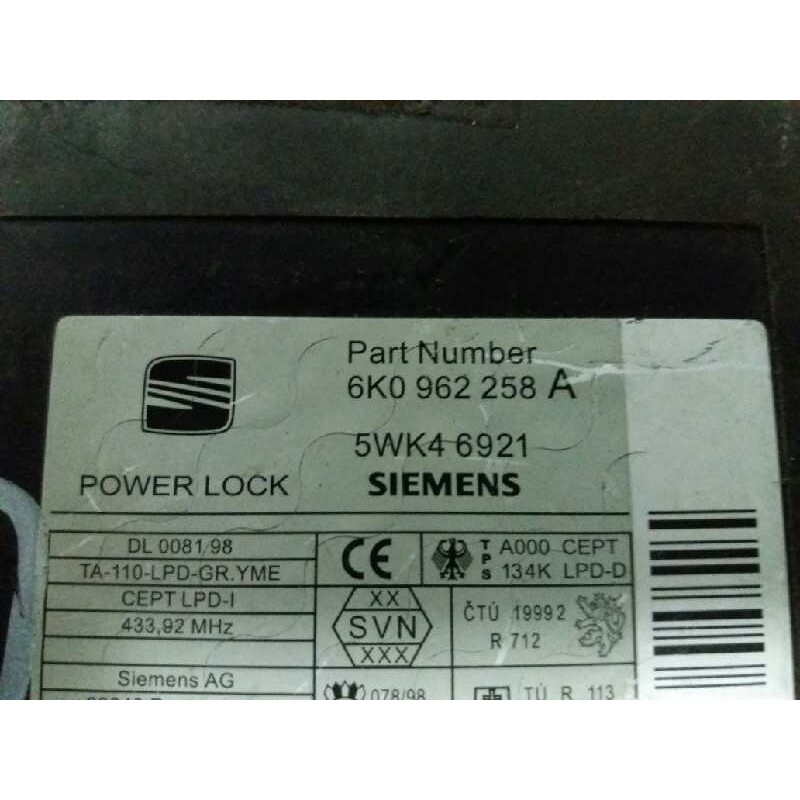 Part Number
6K0 962 258 A
5WK4 6921
POWER LOCK SIEMENS
DL 0081/98
TA-110-LPD-GR.YME
CE
T A000 CEPT
P
S 134K LPD-D
CEPT LPD-I
433,92 MHz
XX
SVN
XXX
ČTÚ 1999 2
R 712
Siemens AG
078/98
TÚ R 113 1